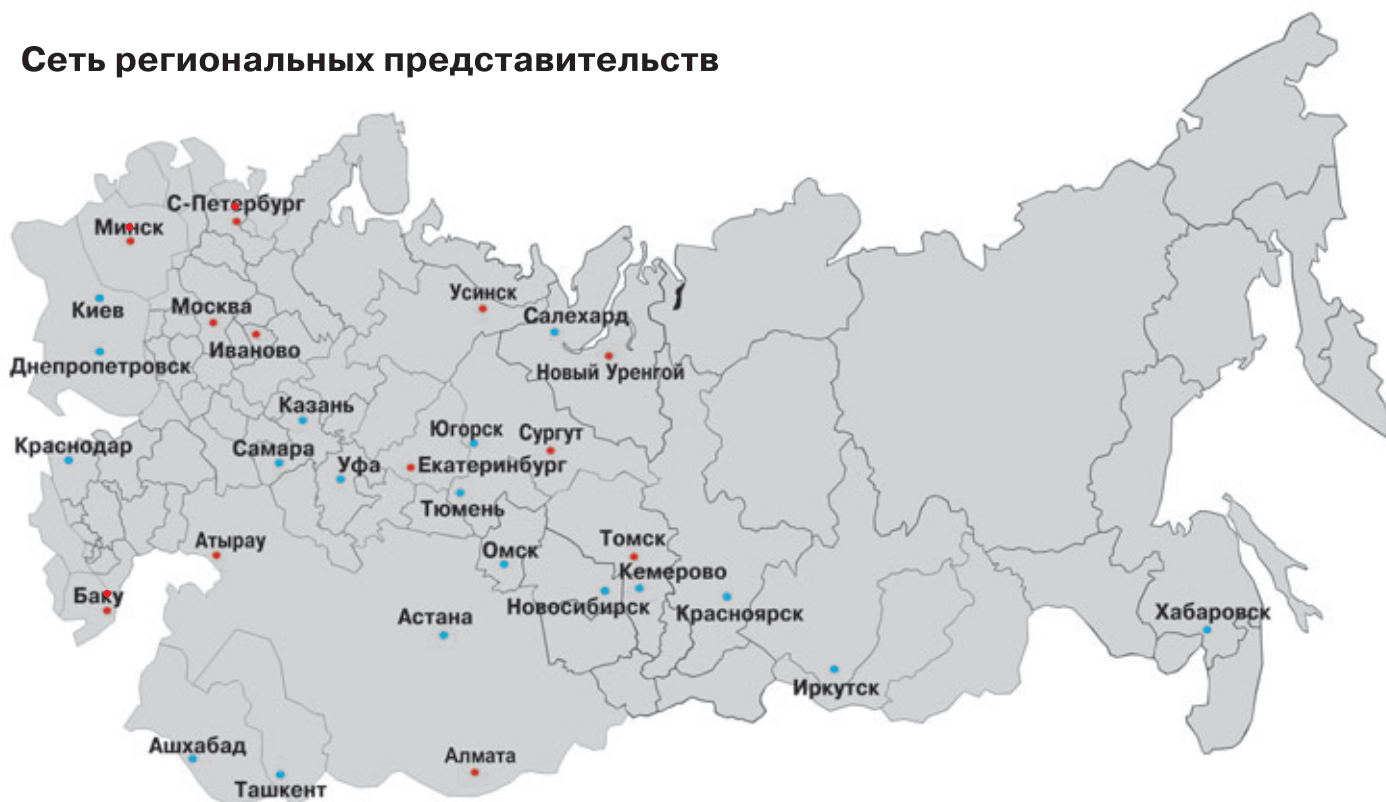 Сеть региональных представительств
С-Петербург
Минск
Усинск
Киев
Москва
Салехард
Иваново
Днепропетровск
Новый Уренгой
Казань
Югорск
Сургут
Краснодар
Самара
Уфа
Екатеринбург
Тюмень
Атырау
Омск
Томск
Кемерово
Баку
Астана
Новосибирск
Красноярск
Хабаровск
Иркутск
Ашхабад
Алмата
Ташкент